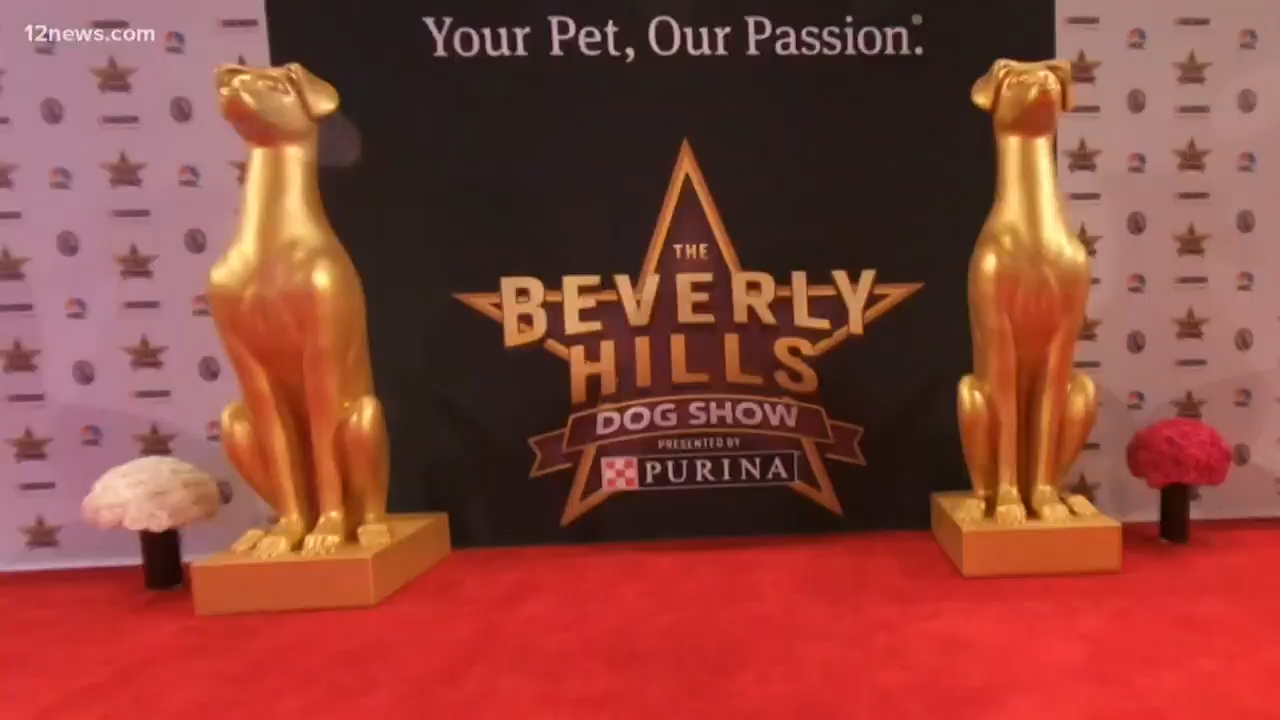 12news.com
Your Pet, Our Passion.
THE
BEVERLY
HILLS
DOG SHOW
PRESENTED BY
PURINA